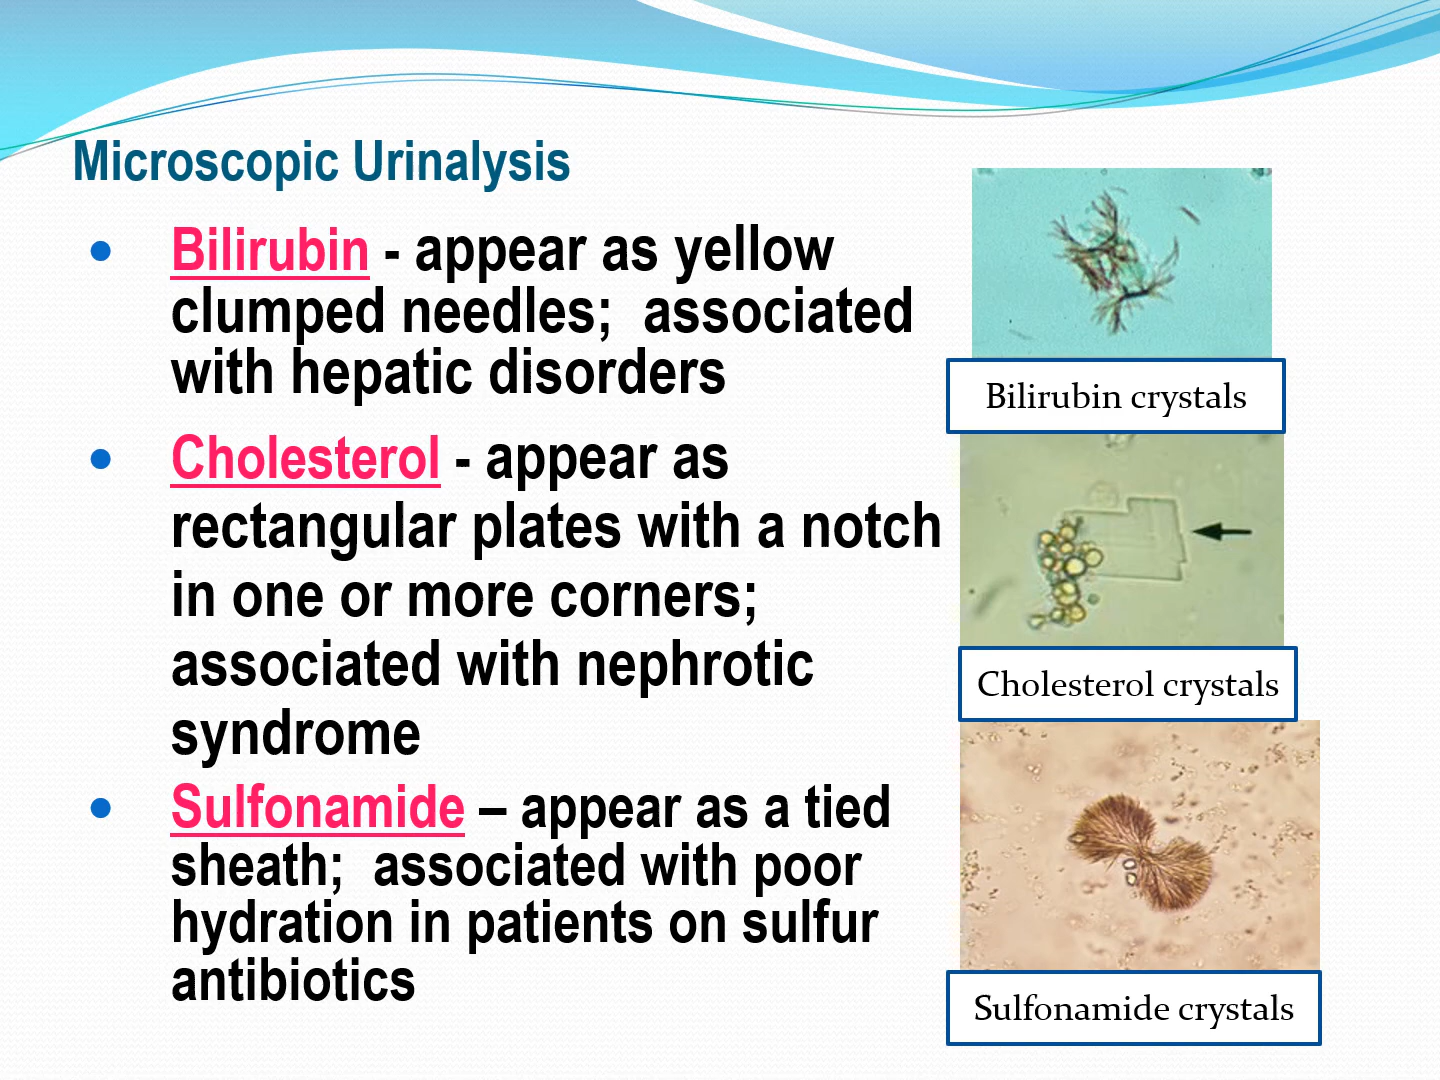 Microscopic Urinalysis
• Bilirubin - appear as yellow
clumped needles;  associated
with hepatic disorders
• Cholesterol - appear as
rectangular plates with a notch
in one or more corners;
associated with nephrotic
syndrome
• Sulfonamide – appear as a tied
sheath;  associated with poor
hydration in patients on sulfur
antibiotics
Bilirubin crystals
Cholesterol crystals
Sulfonamide crystals